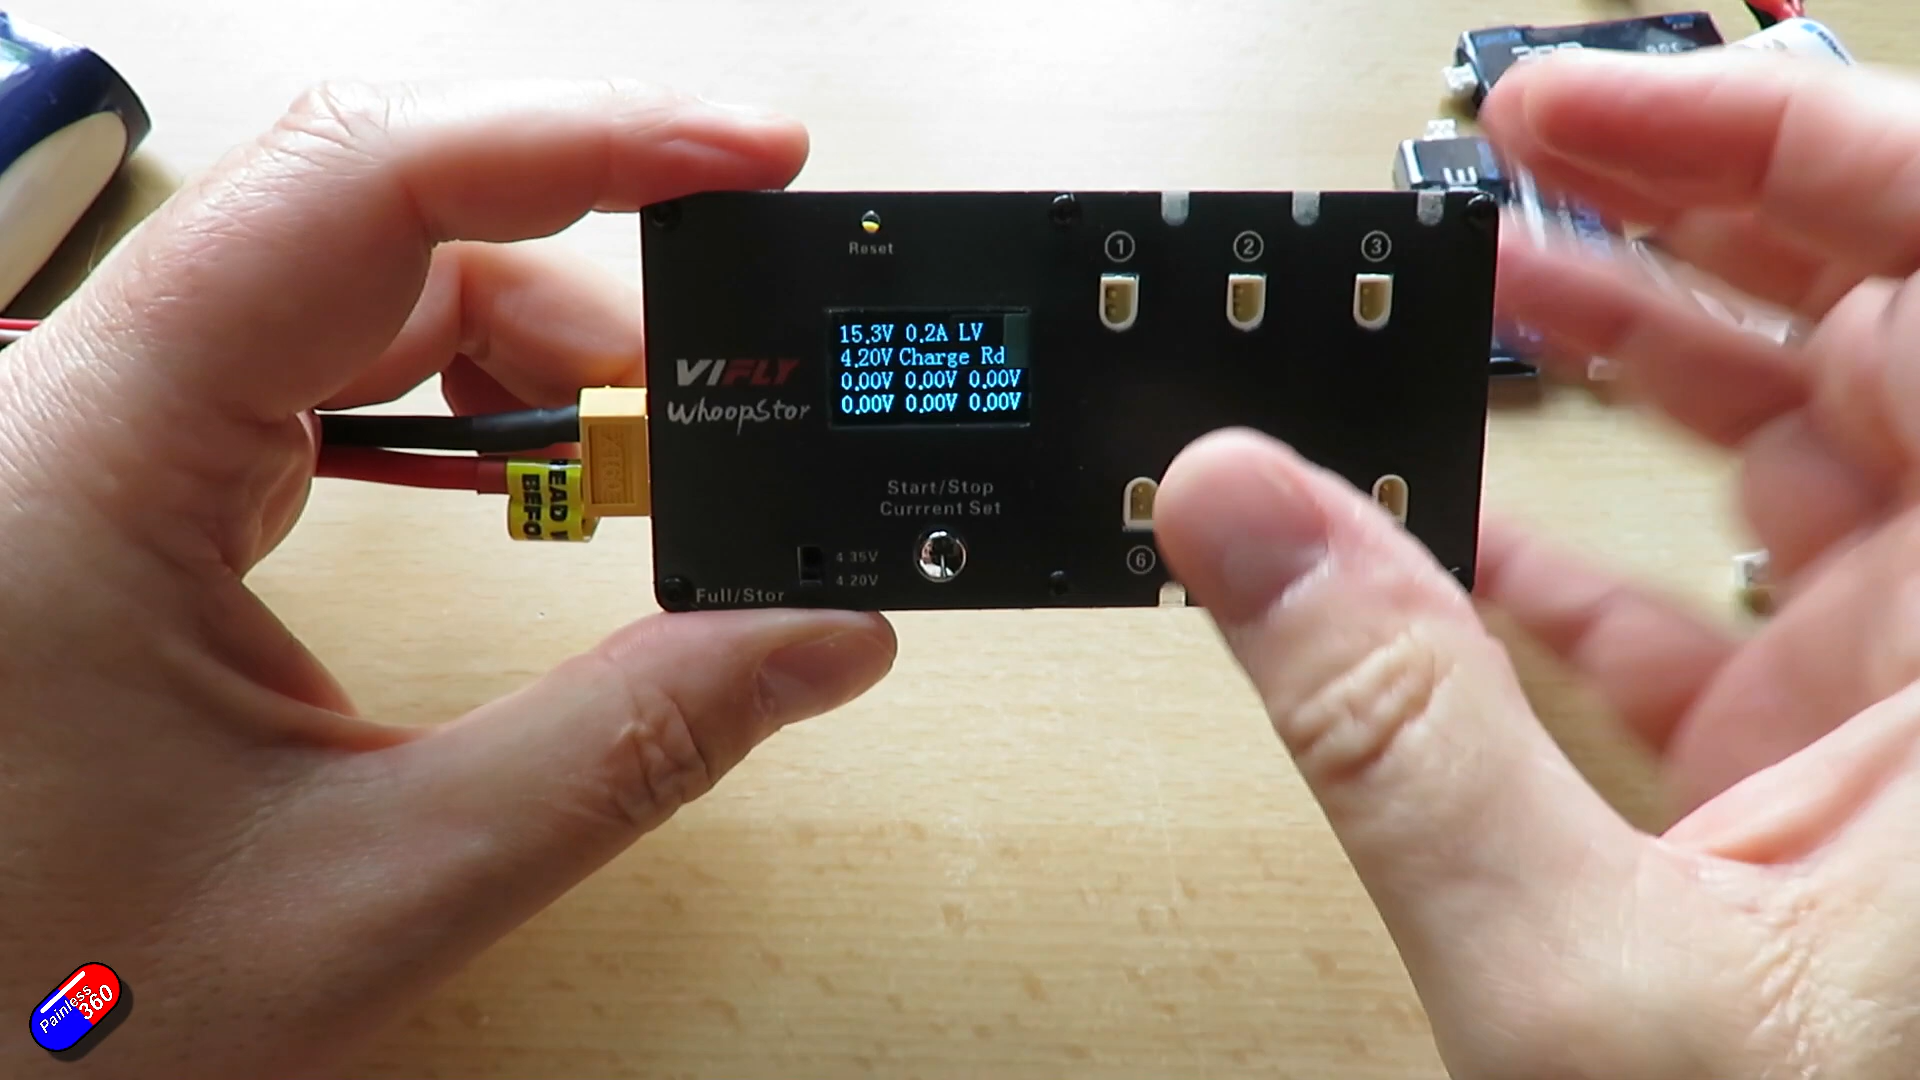 Reset
① ② ③
15.3V 0.2A LV
4.20V Charge Rd
0.00V 0.00V 0.00V
0.00V 0.00V 0.00V
VIFLY
WhoopStor
Start/Stop
Currrent Set
4.35V
4.20V
Full/Stor
⑥
XT60
BEFO
Painless
360